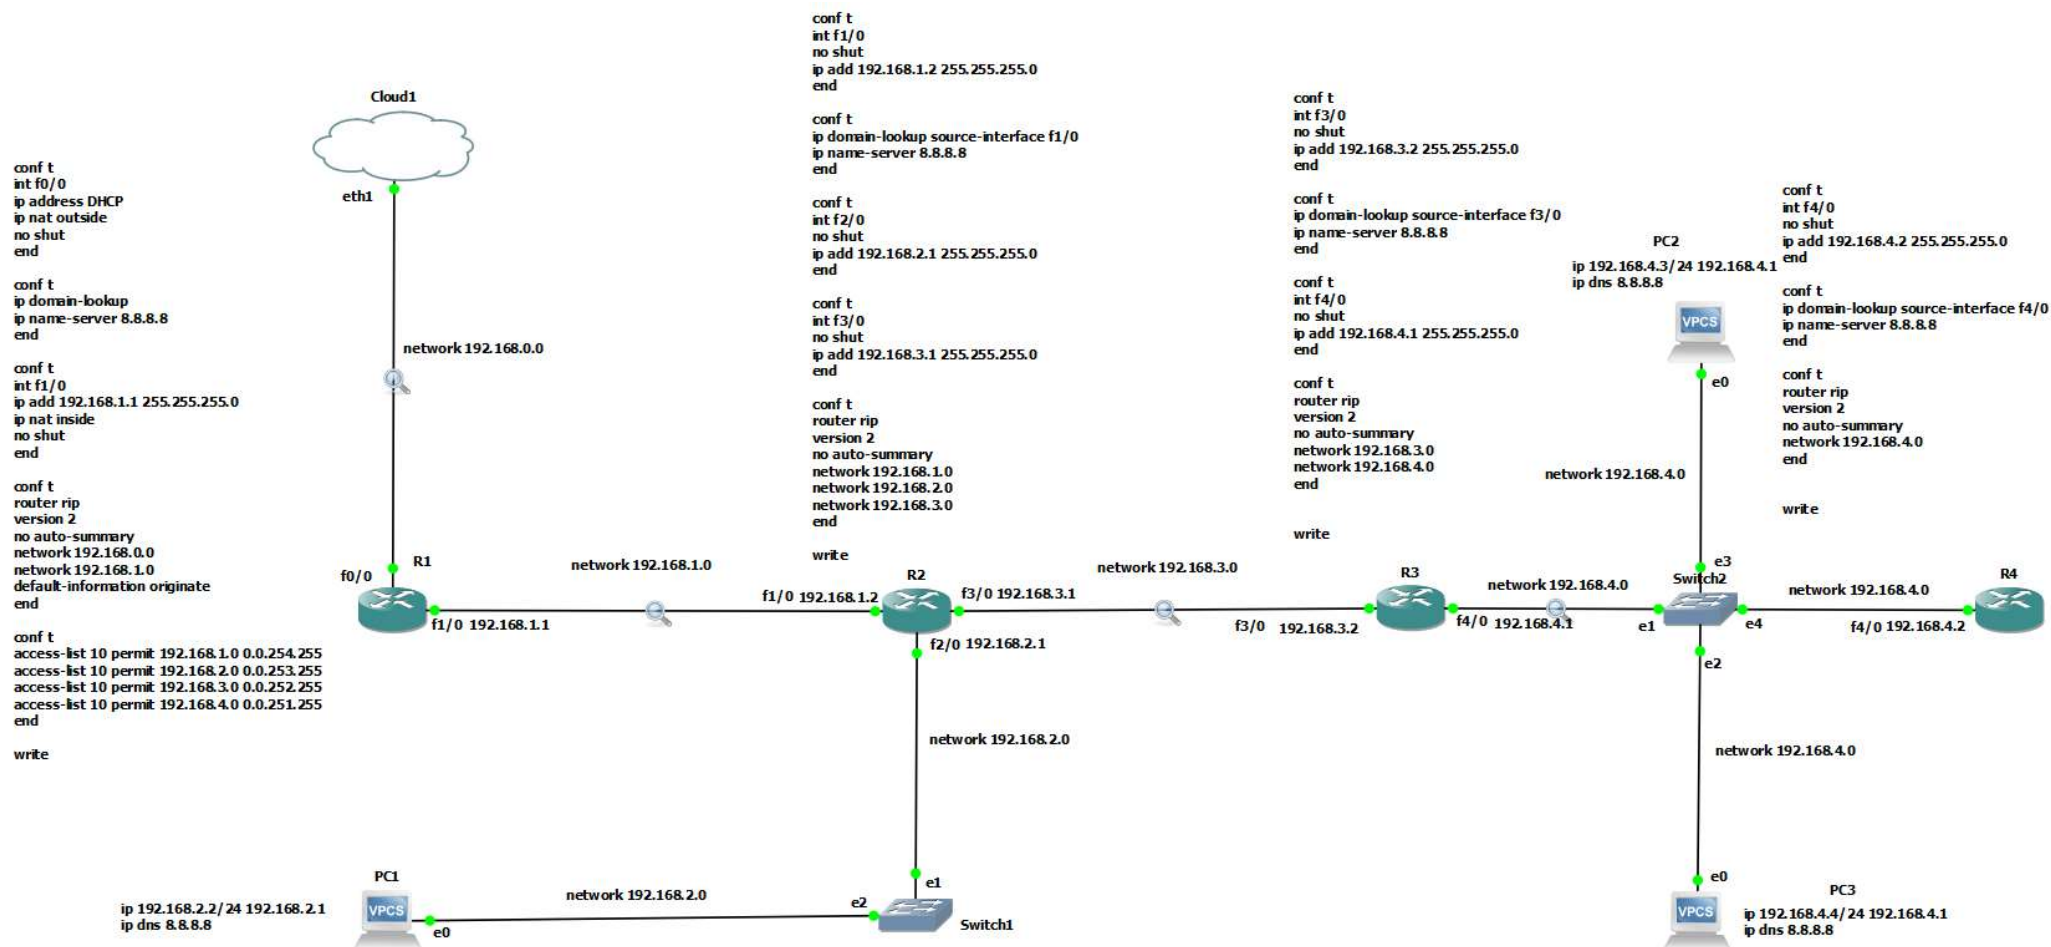 conf t
int f1/0
no shut
ip add 192.168.1.2 255.255.255.0
end
conf t
ip domain-lookup source-interface f1/0
ip name-server 8.8.8.8
end
conf t
int f2/0
no shut
ip add 192.168.2.1 255.255.255.0
end
conf t
int f3/0
no shut
ip add 192.168.3.1 255.255.255.0
end
conf t
router rip
version 2
no auto-summary
network 192.168.1.0
network 192.168.2.0
network 192.168.3.0
end
write
Cloud1
eth1
conf t
int f0/0
ip address DHCP
ip nat outside
no shut
end
conf t
ip domain-lookup
ip name-server 8.8.8.8
end
conf t
int f1/0
ip add 192.168.1.1 255.255.255.0
ip nat inside
no shut
end
conf t
router rip
version 2
no auto-summary
network 192.168.0.0
network 192.168.1.0
default-information originate
end
conf t
access-list 10 permit 192.168.1.0 0.0.254.255
access-list 10 permit 192.168.2.0 0.0.253.255
access-list 10 permit 192.168.3.0 0.0.252.255
access-list 10 permit 192.168.4.0 0.0.251.255
end
write
network 192.168.0.0
f0/0
R1
f1/0 192.168.1.1
network 192.168.1.0
f1/0 192.168.1.2
R2
f3/0 192.168.3.1
f2/0 192.168.2.1
network 192.168.3.0
conf t
int f3/0
no shut
ip add 192.168.3.2 255.255.255.0
end
conf t
ip domain-lookup source-interface f3/0
ip name-server 8.8.8.8
end
conf t
int f4/0
no shut
ip add 192.168.4.1 255.255.255.0
end
conf t
router rip
version 2
no auto-summary
network 192.168.3.0
network 192.168.4.0
end
write
R3
f3/0 192.168.3.2
f4/0 192.168.4.1
network 192.168.4.0
PC2
ip 192.168.4.3/24 192.168.4.1
ip dns 8.8.8.8
VPCS
e0
network 192.168.4.0
e3
Switch2
e1
e4
e2
conf t
int f4/0
no shut
ip add 192.168.4.2 255.255.255.0
end
conf t
ip domain-lookup source-interface f4/0
ip name-server 8.8.8.8
end
conf t
router rip
version 2
no auto-summary
network 192.168.4.0
end
write
network 192.168.4.0
R4
f4/0 192.168.4.2
network 192.168.2.0
network 192.168.4.0
PC1
ip 192.168.2.2/24 192.168.2.1
ip dns 8.8.8.8
VPCS
e0
network 192.168.2.0
e2
e1
Switch1
e0
VPCS
PC3
ip 192.168.4.4/24 192.168.4.1
ip dns 8.8.8.8